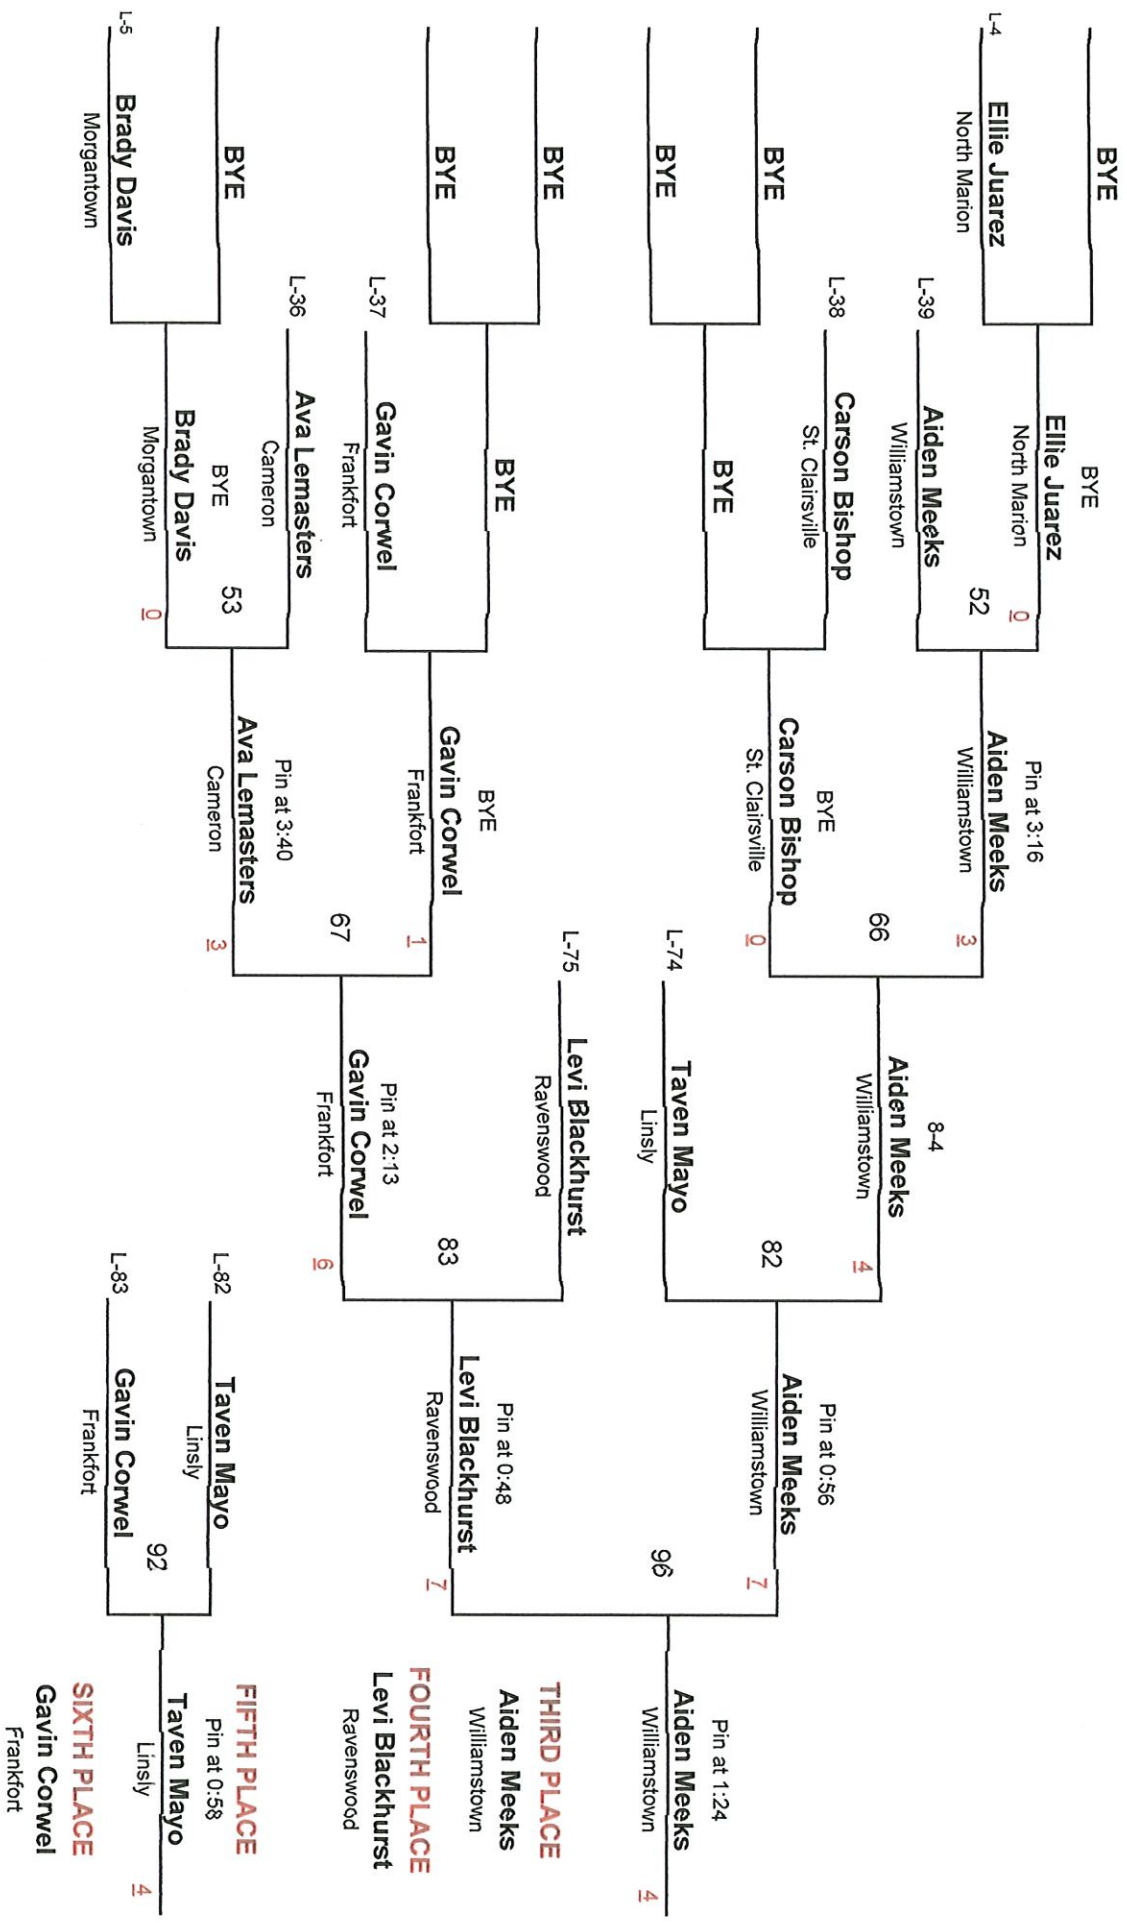 BYE
L-4
Ellie Juarez
North Marion
BYE
Ellie Juarez
North Marion
0
52
L-39
Aiden Meeks
Williamstown
Pin at 3:16
Aiden Meeks
Williamstown
3
BYE
BYE
BYE
L-38
Carson Bishop
St. Clairsville
BYE
Carson Bishop
St. Clairsville
0
66
8-4
Aiden Meeks
Williamstown
4
82
L-74
Taven Mayo
Linsly
Pin at 0:56
Aiden Meeks
Williamstown
7
96
Pin at 1:24
Aiden Meeks
Williamstown
4
BYE
BYE
BYE
L-37
Gavin Corwel
Frankfort
BYE
Gavin Corwel
Frankfort
1
67
L-36
Ava Lemasters
Cameron
BYE
BYE
L-5
Brady Davis
Morgantown
Brady Davis
Morgantown
0
53
Pin at 3:40
Ava Lemasters
Cameron
3
L-75
Levi Blackhurst
Ravenswood
83
Pin at 2:13
Gavin Corwel
Frankfort
6
Pin at 0:48
Levi Blackhurst
Ravenswood
7
THIRD PLACE
Aiden Meeks
Williamstown
FOURTH PLACE
Levi Blackhurst
Ravenswood
L-82
Taven Mayo
Linsly
92
L-83
Gavin Corwel
Frankfort
FIFTH PLACE
Pin at 0:58
Taven Mayo
Linsly
4
SIXTH PLACE
Gavin Corwel
Frankfort